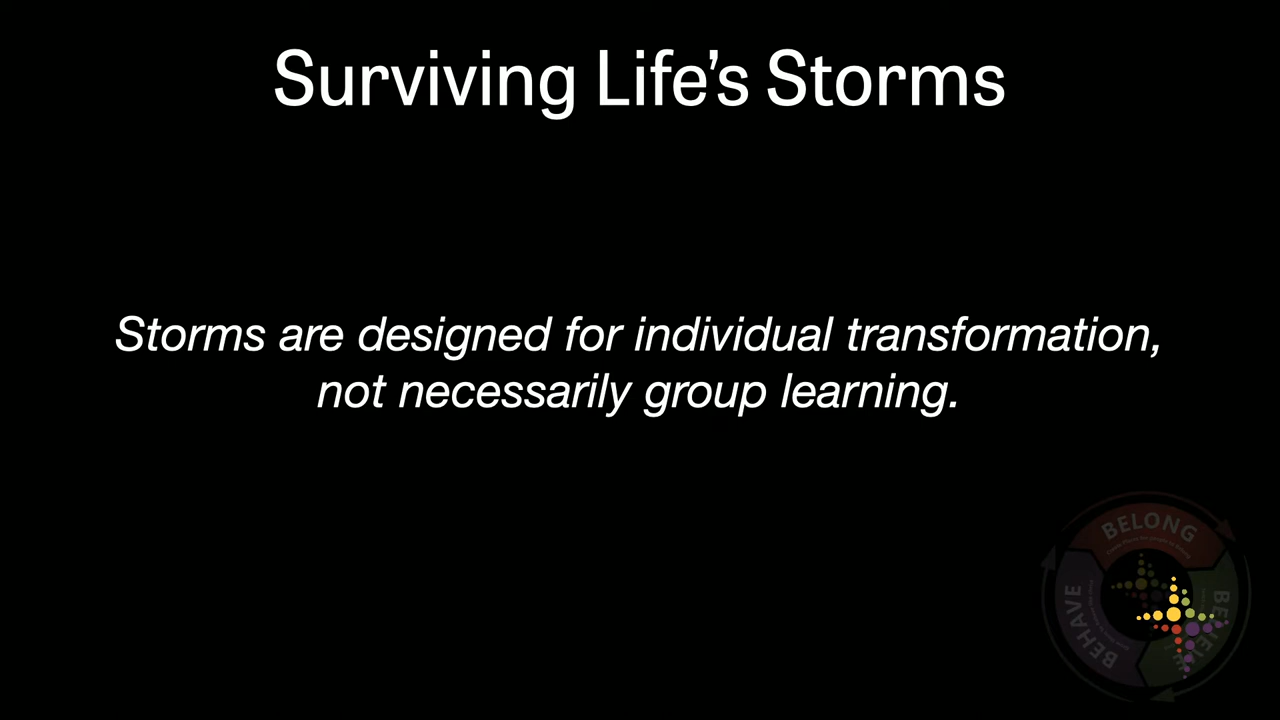 Surviving Life’s Storms
Storms are designed for individual transformation,
not necessarily group learning.
BELONG
BEHAVE